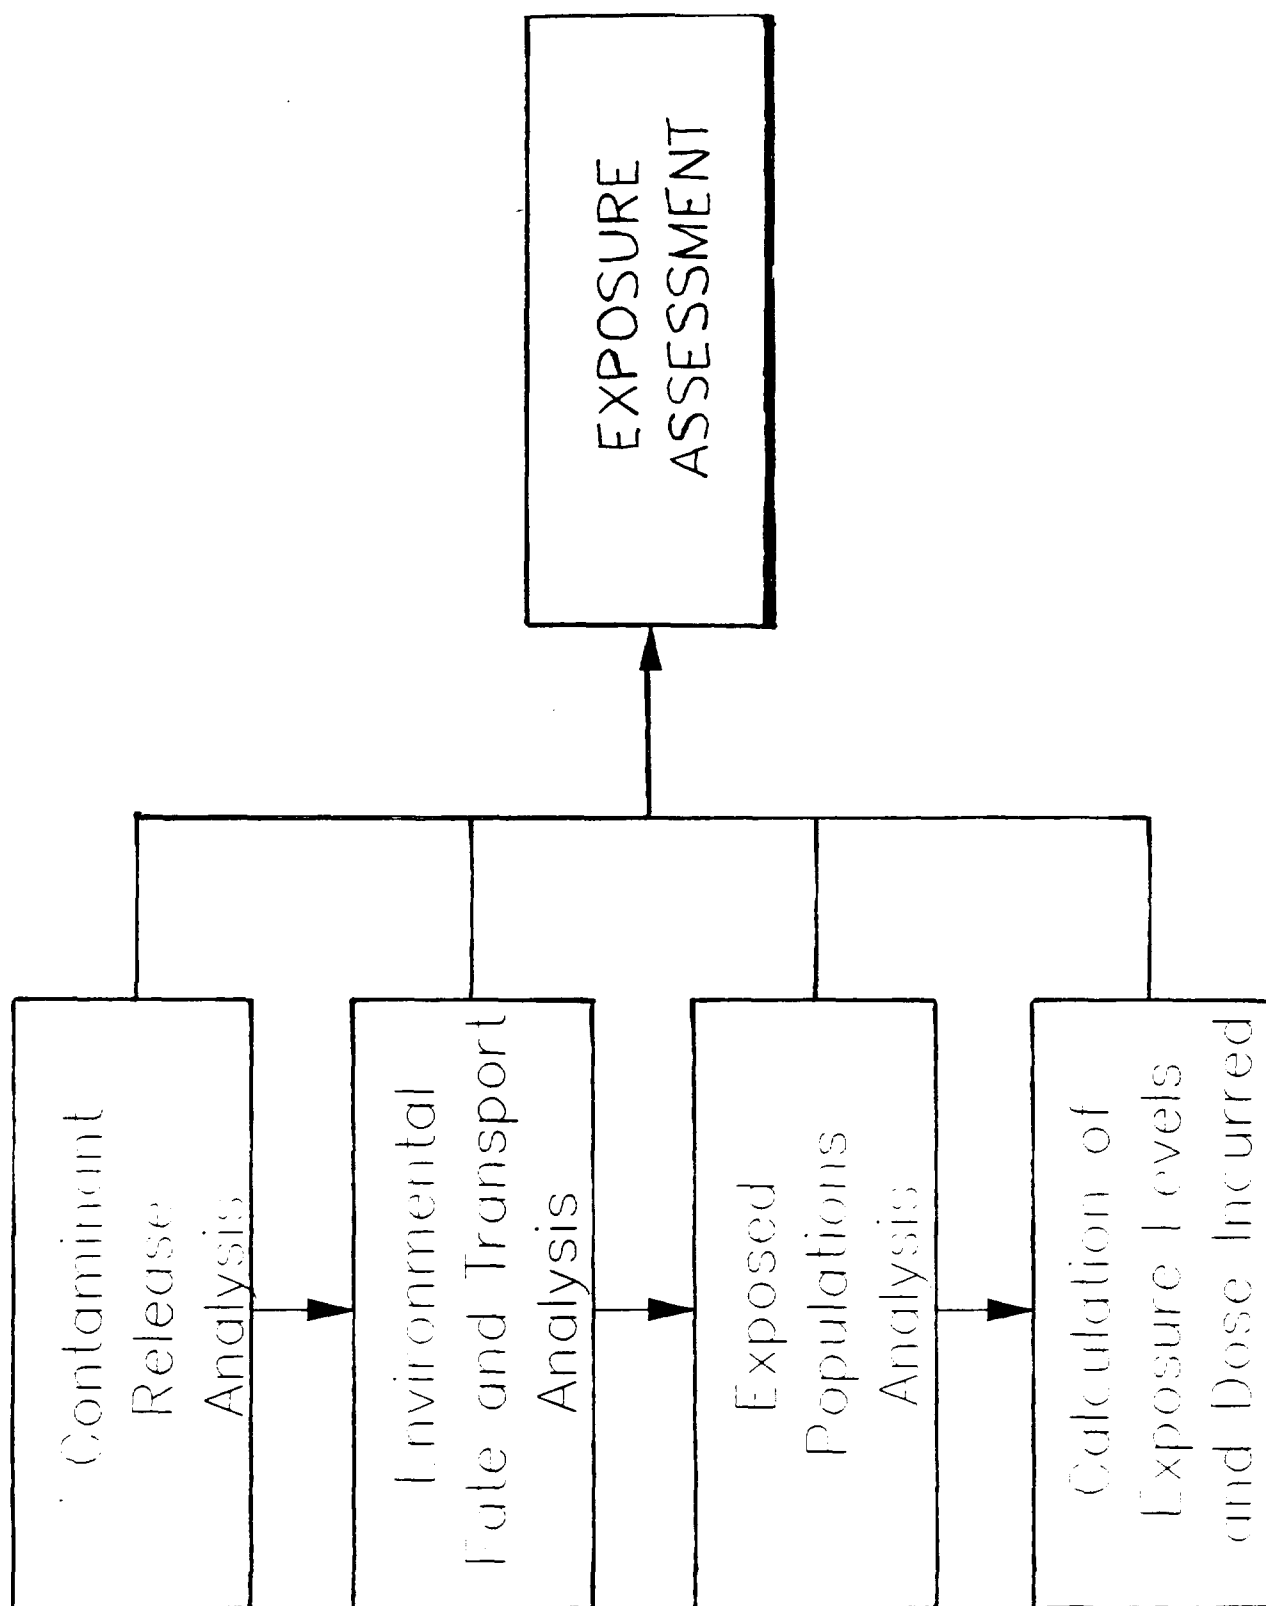 Contaminant
Release
Analysis
Environmental
Fate and Transport
Analysis
Exposed
Populations
Analysis
Calculation of
Exposure Levels
and Dose Incurred
EXPOSURE
ASSESSMENT